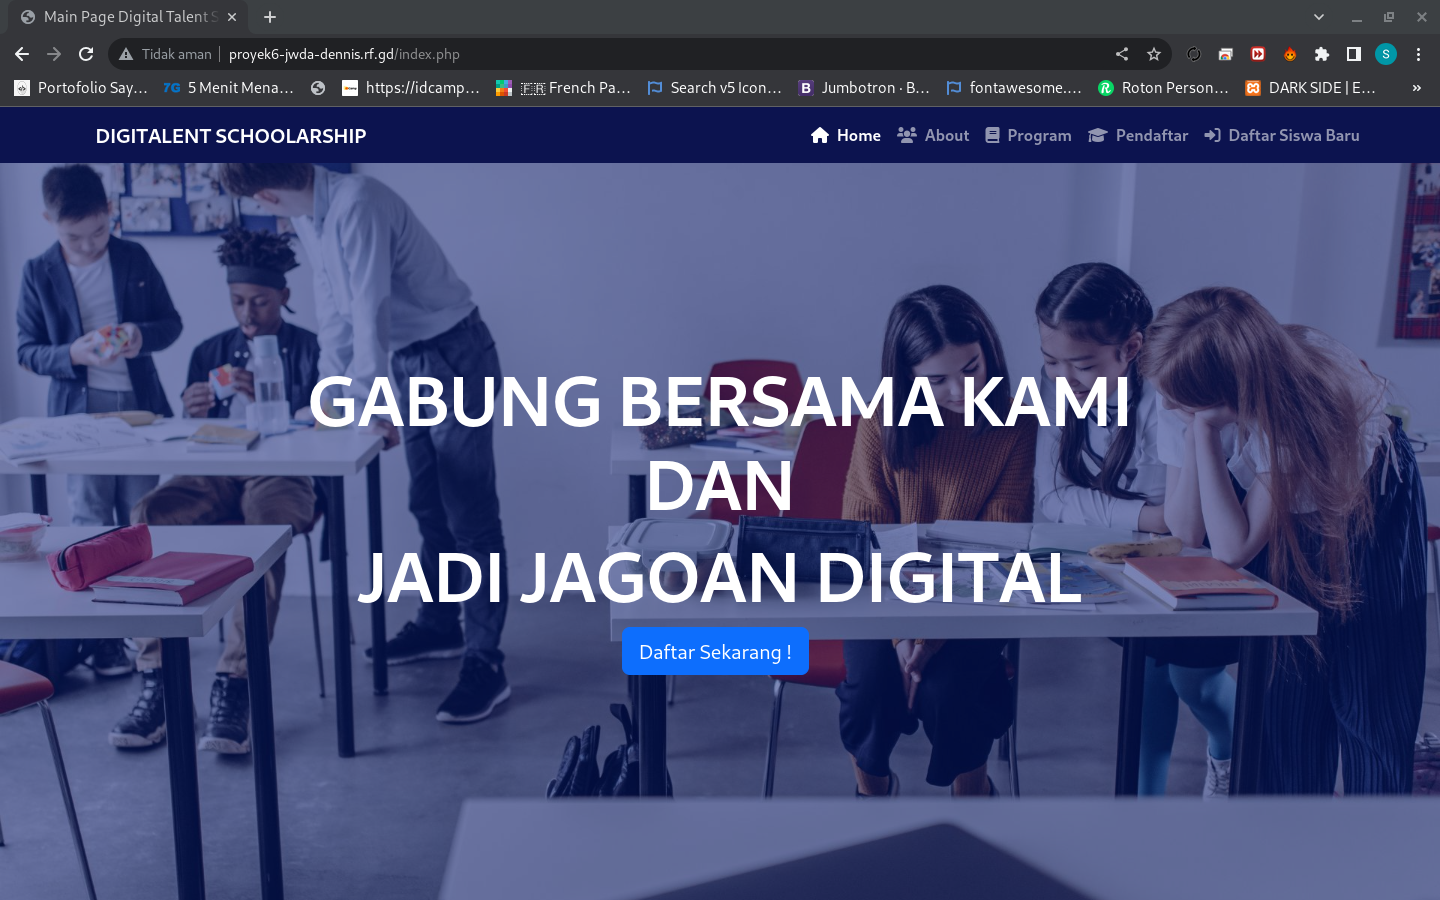 Main Page Digital Talent S
Tidak aman
proyek6-jwda-dennis.rf.gd/index.php
S
Portofolio Say...
7G 5 Menit Mena...
https://idcamp...
🇫🇷 French Pa...
Search v5 Icon...
B Jumbotron · B...
fontawesome....
Roton Person...
DARK SIDE | E...
»
DIGITALENT SCHOOLARSHIP
Home
About
Program
Pendaftar
Daftar Siswa Baru
GABUNG BERSAMA KAMI
DAN
JADI JAGOAN DIGITAL
Daftar Sekarang !